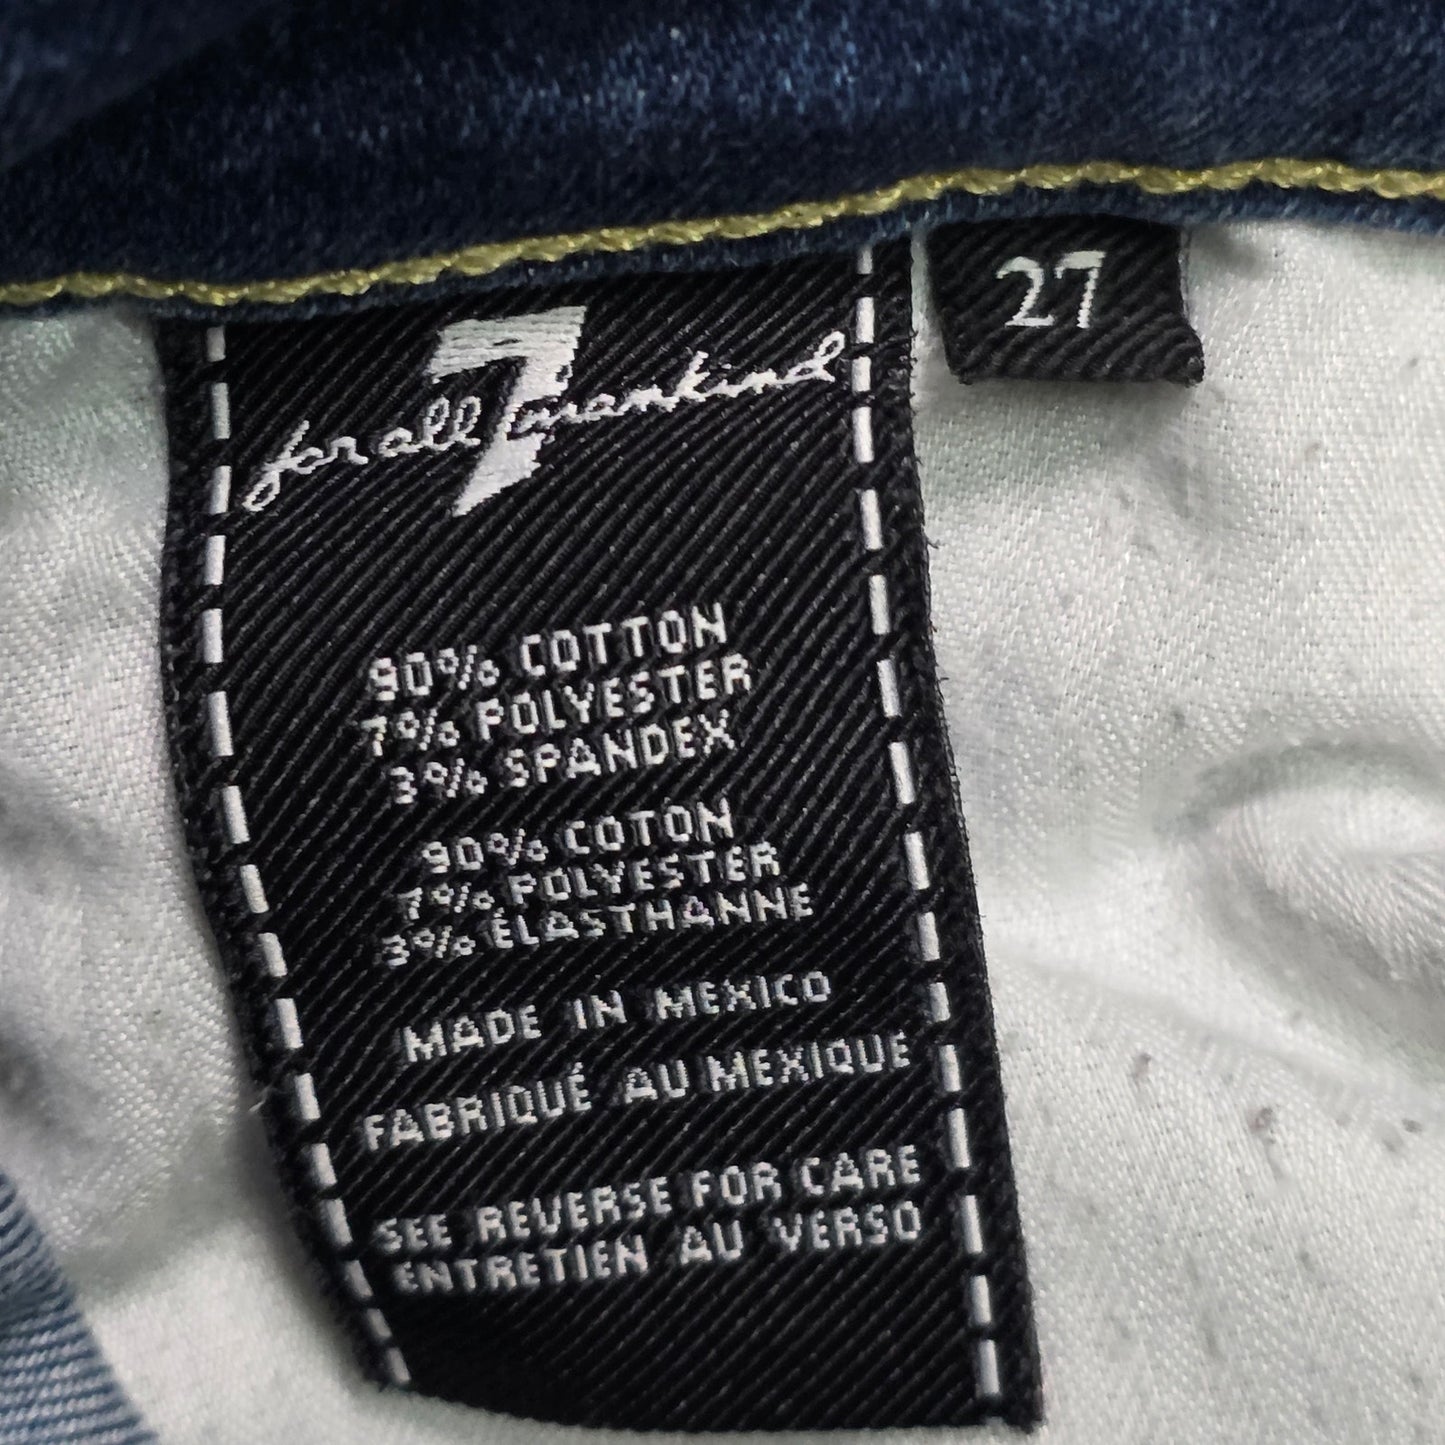 7
for all mankind
27
90% COTTON
7% POLYESTER
3% SPANDEX
90% COTON
7% POLYESTER
3% ÉLASTHANNE
MADE IN MEXICO
FABRIQUÉ AU MEXIQUE
SEE REVERSE FOR CARE
ENTRETIEN AU VERSO